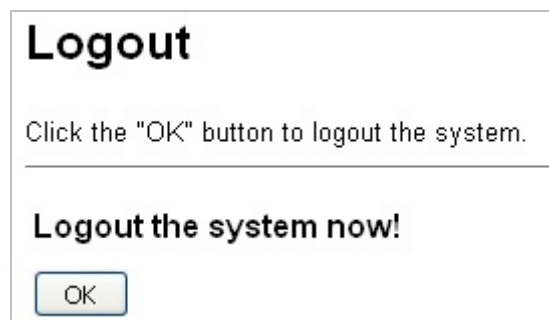 Logout
Click the "OK" button to logout the system.
Logout the system now!
OK